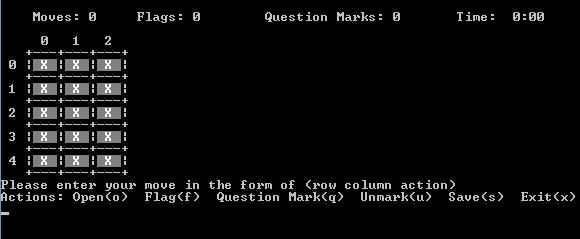 Moves: 0 Flags: 0 Question Marks: 0 Time: 0:00
0 1 2
+---+---+---+
0 ¦ X ¦ X ¦ X ¦
+---+---+---+
1 ¦ X ¦ X ¦ X ¦
+---+---+---+
2 ¦ X ¦ X ¦ X ¦
+---+---+---+
3 ¦ X ¦ X ¦ X ¦
+---+---+---+
4 ¦ X ¦ X ¦ X ¦
+---+---+---+
Please enter your move in the form of (row column action)
Actions: Open(o) Flag(f) Question Mark(q) Unmark(u) Save(s) Exit(x)